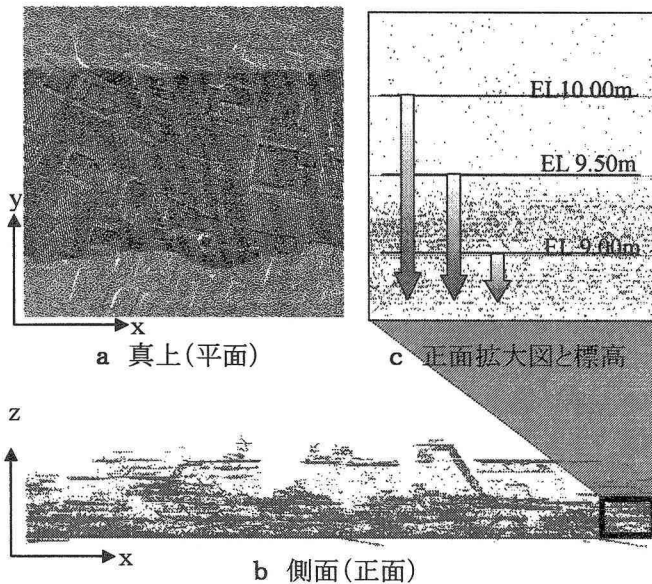 EL10.00m
EL 9.50m
EL 9.00m
y
x
a 真上(平面)
c 正面拡大図と標高
z
x
b 側面(正面)